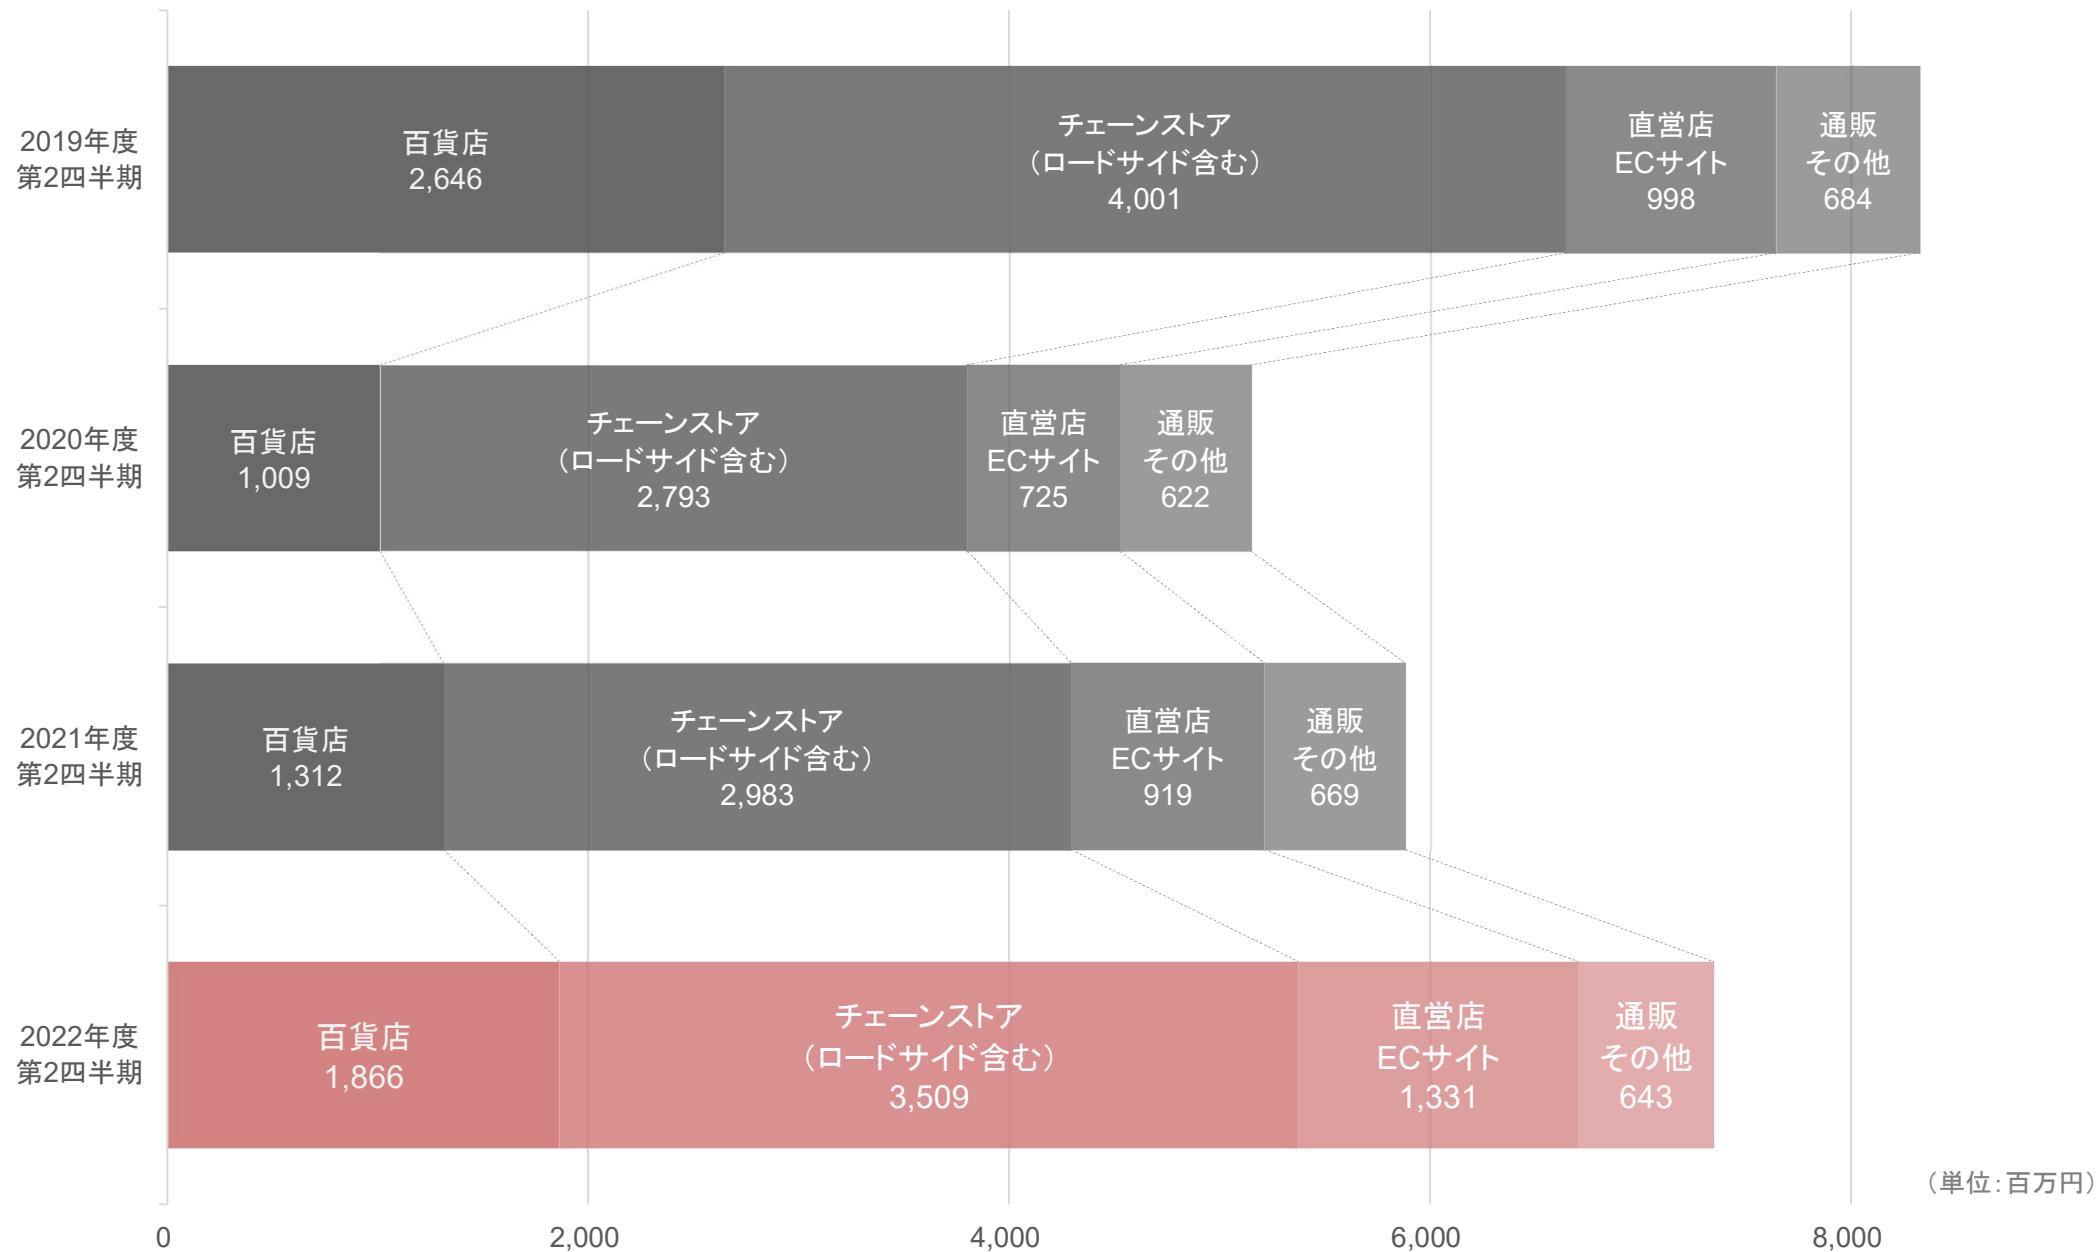 2019年度
第2四半期
百貨店
2,646
チェーンストア
（ロードサイド含む）
4,001
直営店
ECサイト
998
通販
その他
684
2020年度
第2四半期
百貨店
1,009
チェーンストア
（ロードサイド含む）
2,793
直営店
ECサイト
725
通販
その他
622
2021年度
第2四半期
百貨店
1,312
チェーンストア
（ロードサイド含む）
2,983
直営店
ECサイト
919
通販
その他
669
2022年度
第2四半期
百貨店
1,866
チェーンストア
（ロードサイド含む）
3,509
直営店
ECサイト
1,331
通販
その他
643
（単位：百万円）
0 2,000 4,000 6,000 8,000